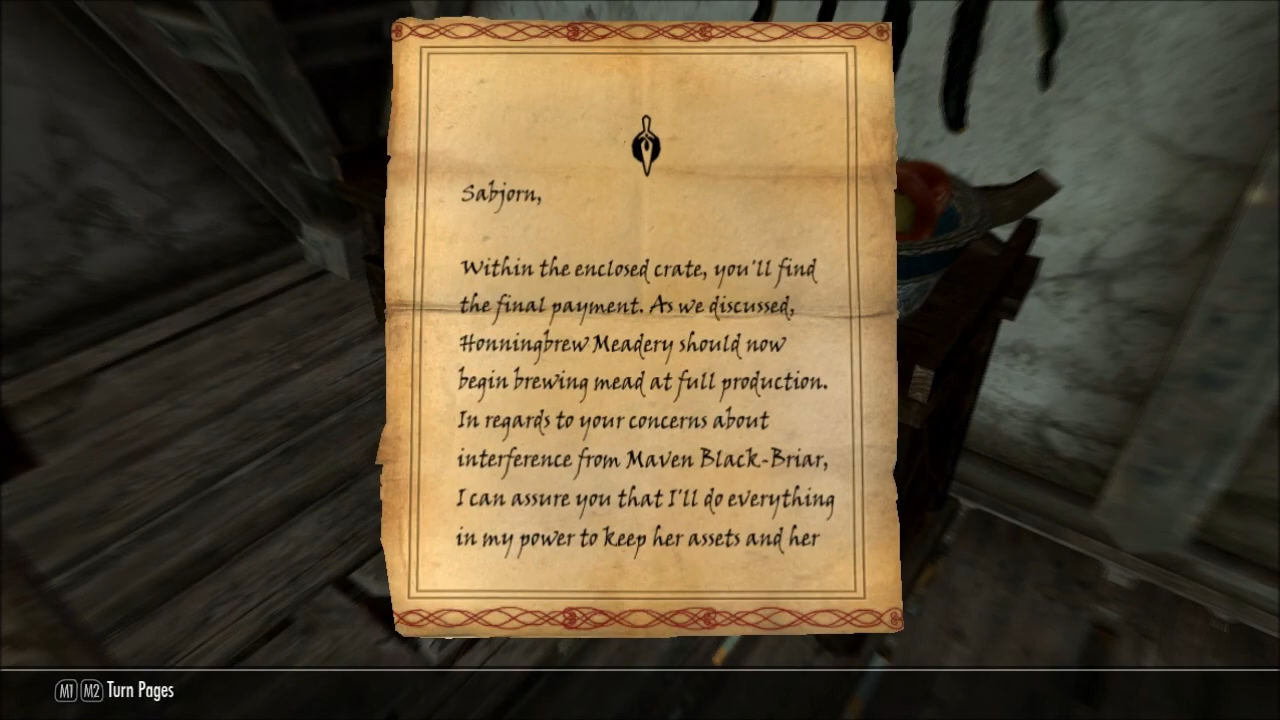 Sabjorn,
Within the enclosed crate, you'll find
the final payment. As we discussed,
Honningbrew Meadery should now
begin brewing mead at full production.
In regards to your concerns about
interference from Maven Black-Briar,
I can assure you that I'll do everything
in my power to keep her assets and her
M1 M2 Turn Pages